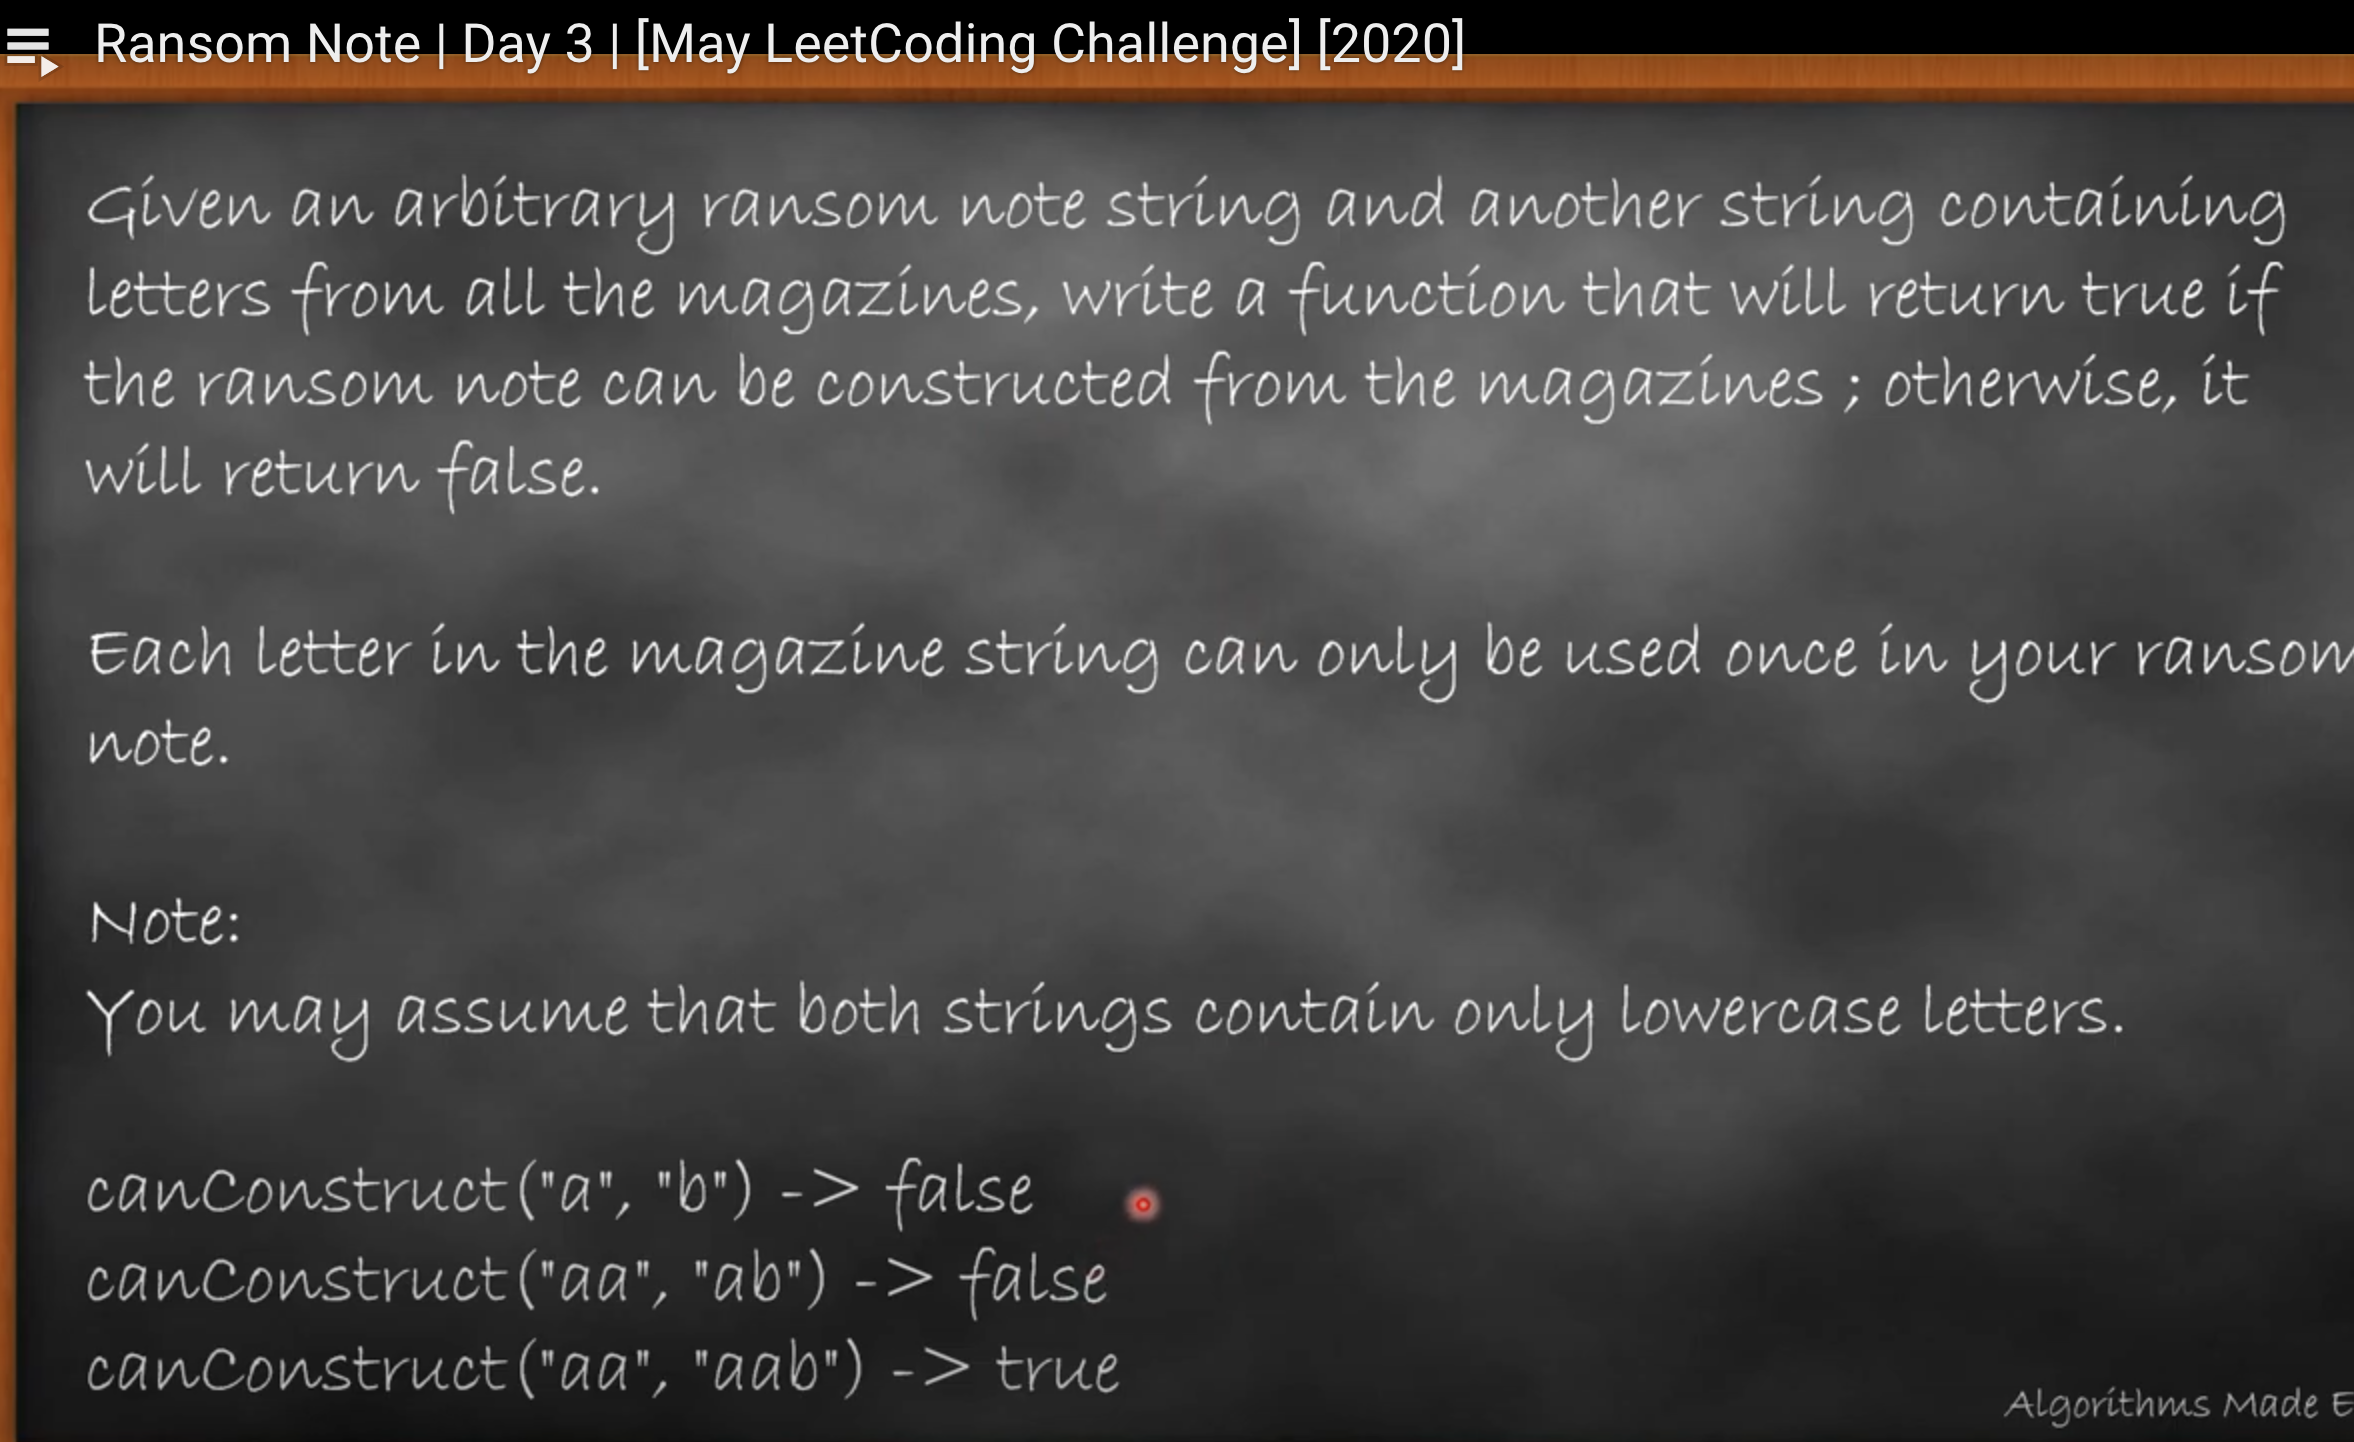 Ransom Note | Day 3 | [May LeetCoding Challenge] [2020]
Given an arbitrary ransom note string and another string containing
letters from all the magazines, write a function that will return true if
the ransom note can be constructed from the magazines ; otherwise, it
will return false.
Each letter in the magazine string can only be used once in your ransom
note.
Note:
You may assume that both strings contain only lowercase letters.
canConstruct("a", "b") -> false
canConstruct("aa", "ab") -> false
canConstruct("aa", "aab") -> true
Algorithms Made